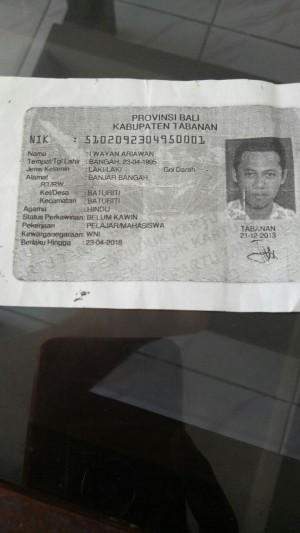 PROVINSI BALI
KABUPATEN TABANAN
NIK : 5102092304950001
Nama : I WAYAN ARIAWAN
Tempat/Tgl Lahir : BANGAH, 23-04-1995
Jenis Kelamin : LAKI-LAKI Gol Darah : -
Alamat : BANJAR BANGAH
RT/RW
Kel/Desa : BATURITI
Kecamatan : BATURITI
Agama : HINDU
Status Perkawinan: BELUM KAWIN
Pekerjaan : PELAJAR/MAHASISWA
Kewarganegaraan: WNI
Berlaku Hingga : 23-04-2018
TABANAN
21-12-2013